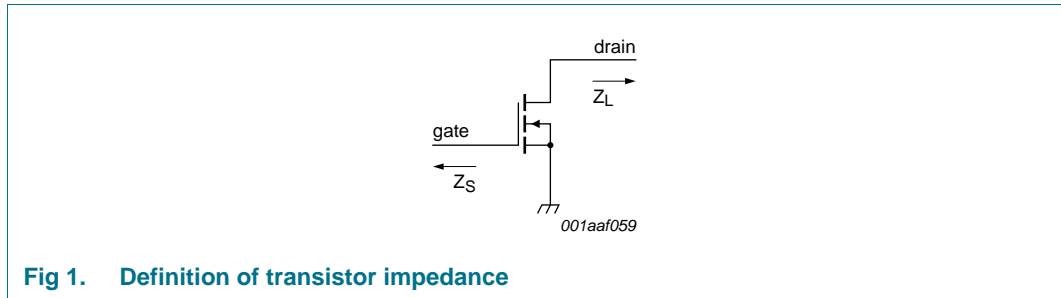 drain
Z_L
gate
Z_S
001aaf059
Fig 1. Definition of transistor impedance